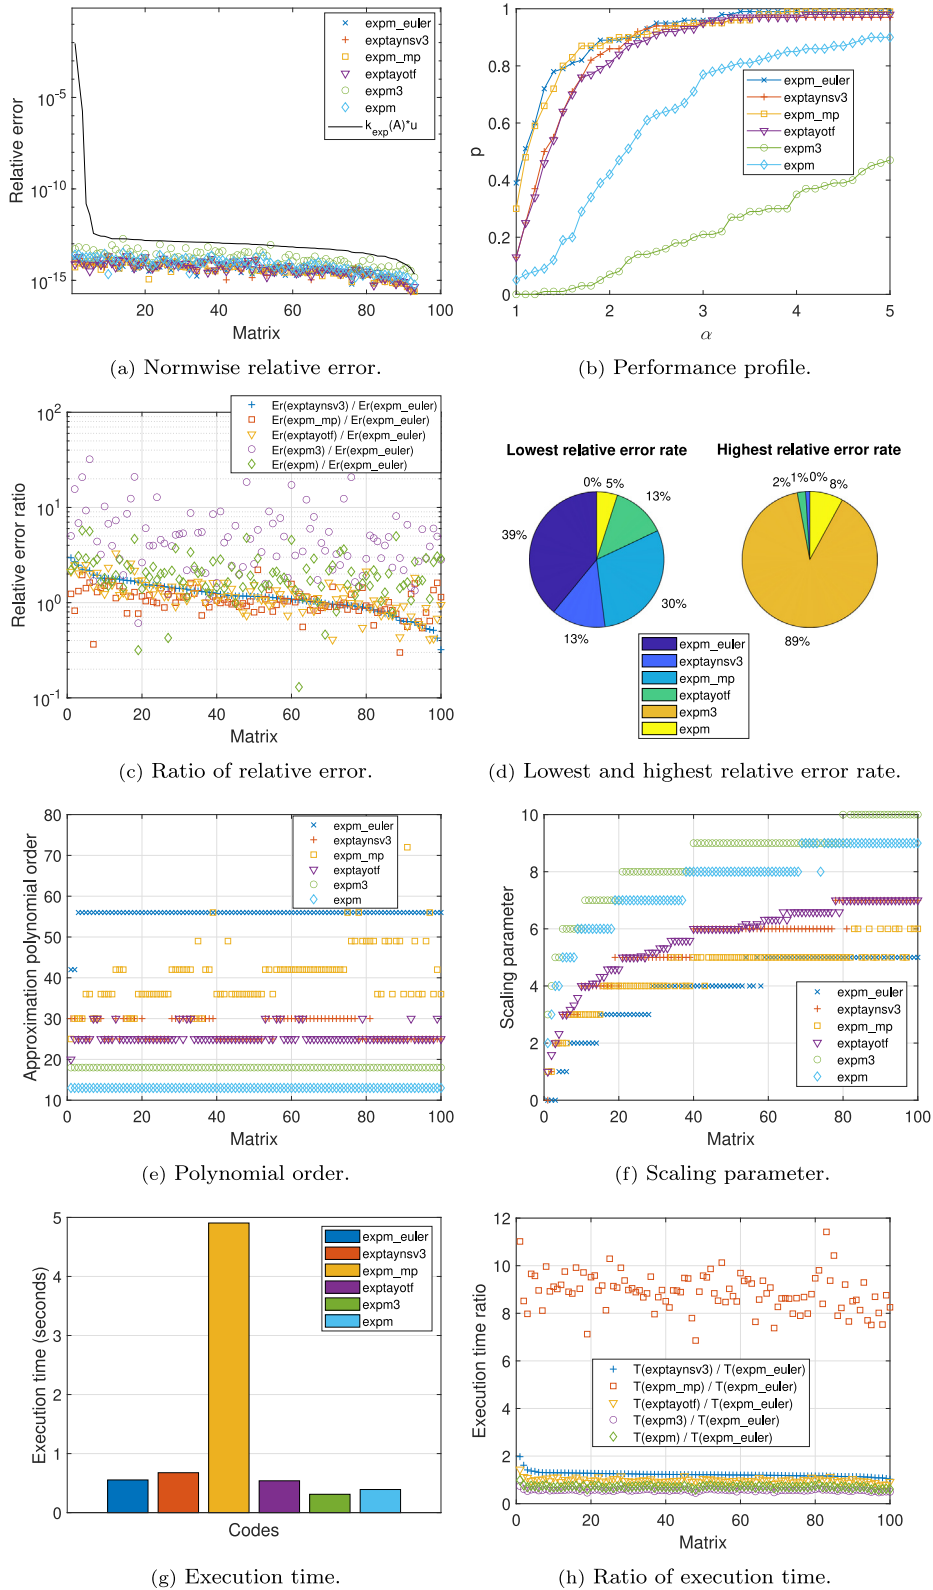 expm_euler
exptaynsv3
expm_mp
exptayotf
expm3
expm
k_exp(A)*u
Relative error
10^-5
10^-10
10^-15
20 40 60 80 100
Matrix
(a) Normwise relative error.
p
1
0.8
0.6
0.4
0.2
0
expm_euler
exptaynsv3
expm_mp
exptayotf
expm3
expm
1 2 3 4 5
α
(b) Performance profile.
Er(exptaynsv3) / Er(expm_euler)
Er(expm_mp) / Er(expm_euler)
Er(exptayotf) / Er(expm_euler)
Er(expm3) / Er(expm_euler)
Er(expm) / Er(expm_euler)
Relative error ratio
10^2
10^1
10^0
10^-1
0 20 40 60 80 100
Matrix
(c) Ratio of relative error.
Lowest relative error rate
0% 5%
13%
39%
30%
13%
Highest relative error rate
2% 1% 0%
8%
89%
expm_euler
exptaynsv3
expm_mp
exptayotf
expm3
expm
(d) Lowest and highest relative error rate.
Approximation polynomial order
80
70
60
50
40
30
20
10
expm_euler
exptaynsv3
expm_mp
exptayotf
expm3
expm
0 20 40 60 80 100
Matrix
(e) Polynomial order.
Scaling parameter
10
8
6
4
2
0
expm_euler
exptaynsv3
expm_mp
exptayotf
expm3
expm
0 20 40 60 80 100
Matrix
(f) Scaling parameter.
Execution time (seconds)
5
4
3
2
1
0
expm_euler
exptaynsv3
expm_mp
exptayotf
expm3
expm
Codes
(g) Execution time.
Execution time ratio
12
10
8
6
4
2
0
T(exptaynsv3) / T(expm_euler)
T(expm_mp) / T(expm_euler)
T(exptayotf) / T(expm_euler)
T(expm3) / T(expm_euler)
T(expm) / T(expm_euler)
0 20 40 60 80 100
Matrix
(h) Ratio of execution time.